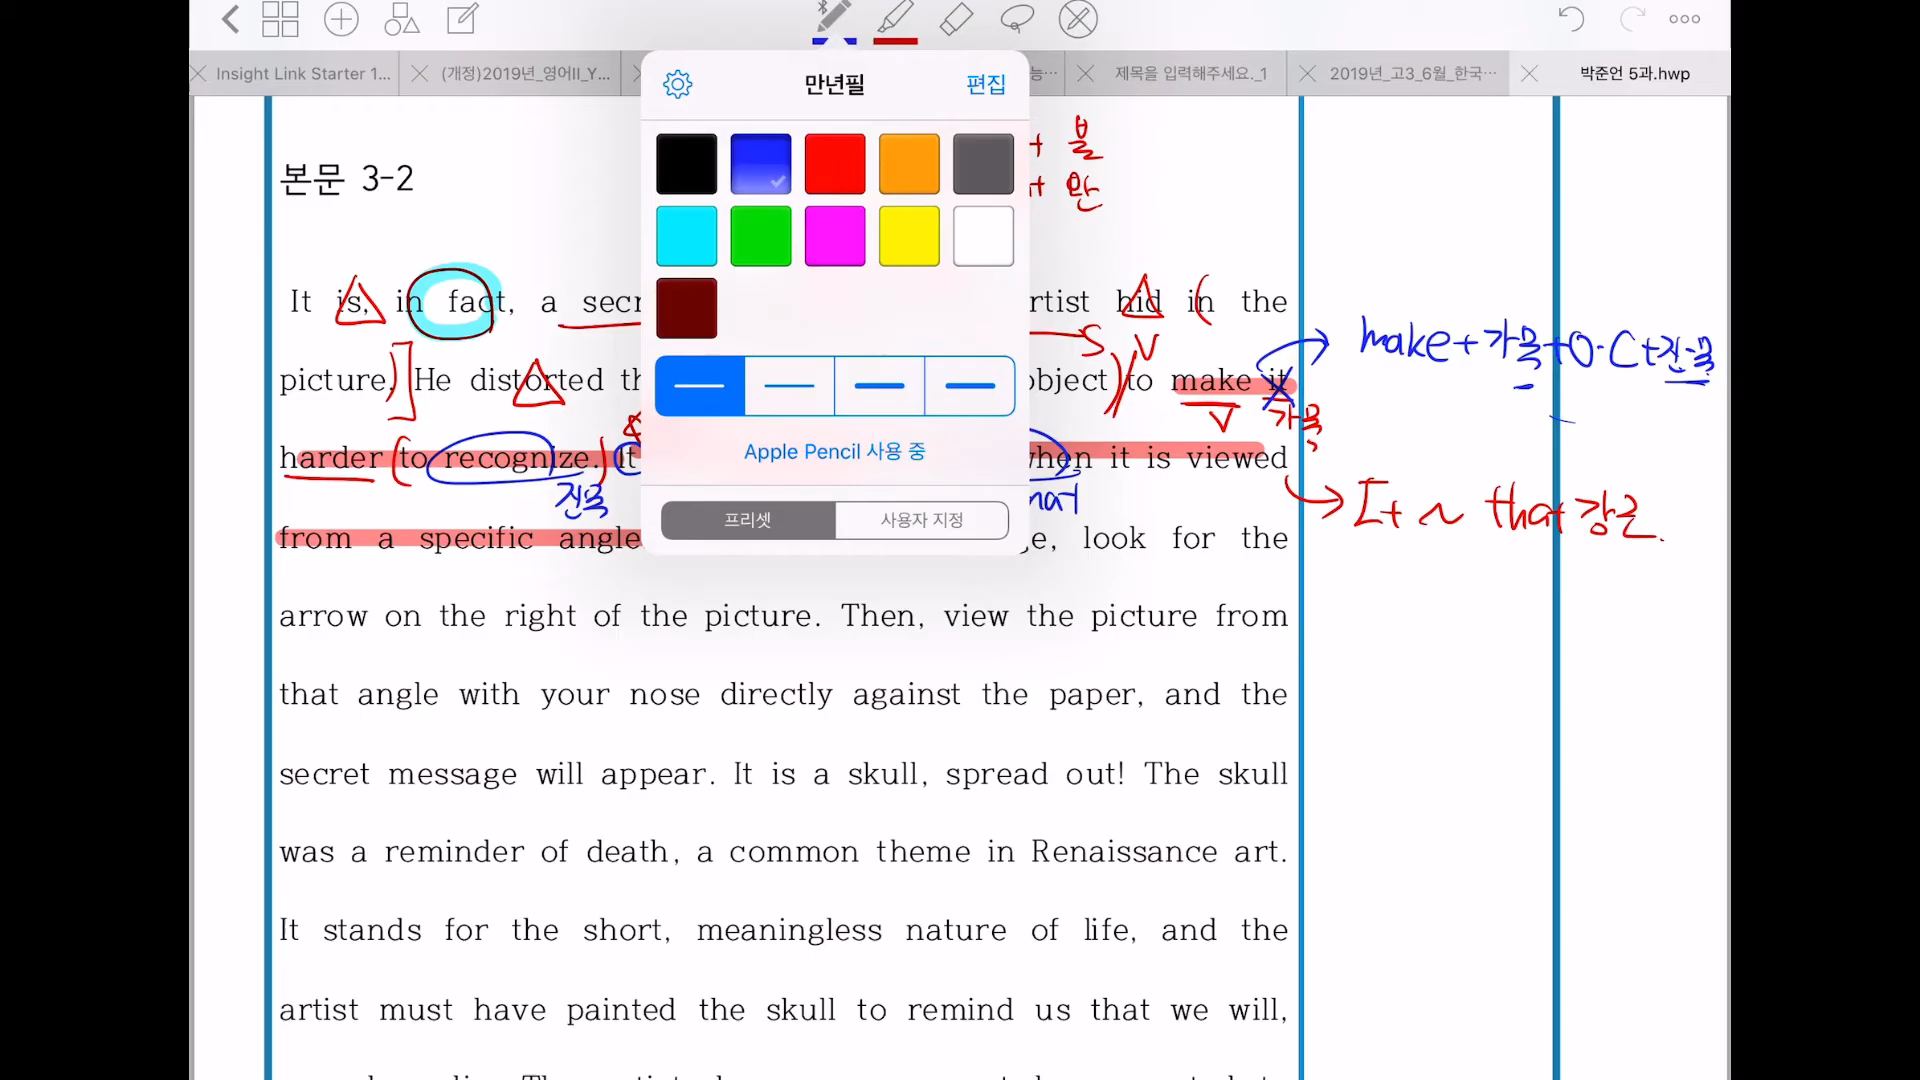 Insight Link Starter 1...
(개정)2019년_영어II_Y...
능...
제목을 입력해주세요._1
2019년_고3_6월_한국...
박준언 5과.hwp
만년필
편집
Apple Pencil 사용 중
프리셋
사용자 지정
+ 불
+ 완
본문 3-2
It is, in fact, a secr
rtist hid in the
S V
picture. He distorted th
object to make it
V 가목
make + 가목 + O·C + 진목
harder to recognize. It
when it is viewed
진목
hat
It ~ that 강조
from a specific angle
ge, look for the
arrow on the right of the picture. Then, view the picture from
that angle with your nose directly against the paper, and the
secret message will appear. It is a skull, spread out! The skull
was a reminder of death, a common theme in Renaissance art.
It stands for the short, meaningless nature of life, and the
artist must have painted the skull to remind us that we will,